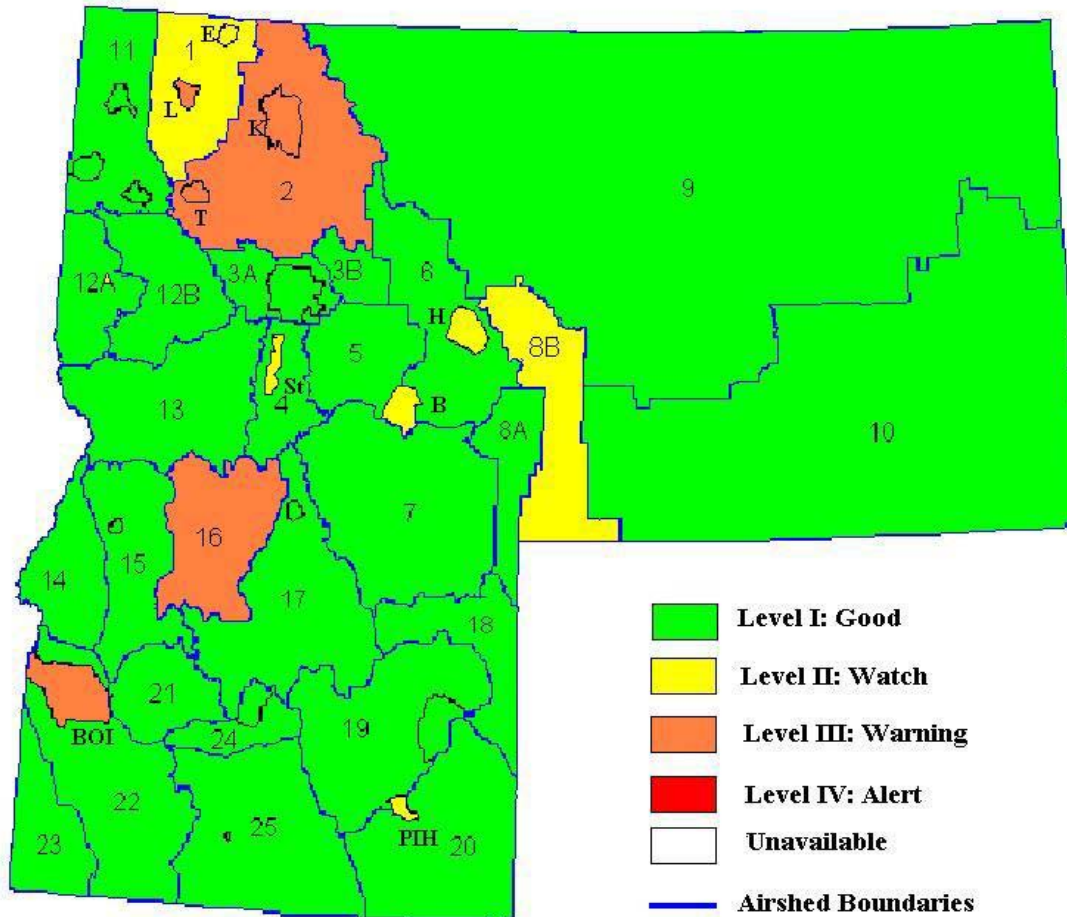 11
1
E
L
K
2
T
9
12A
12B
3A
3B
6
H
8B
5
St
4
B
13
8A
10
7
16
D
15
14
17
18
21
BOI
19
24
22
23
25
PIH
20
Level I: Good
Level II: Watch
Level III: Warning
Level IV: Alert
Unavailable
Airshed Boundaries